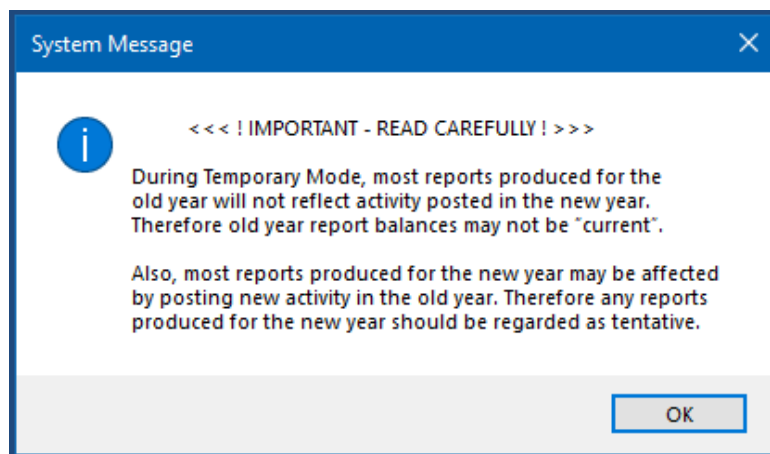 System Message
< < < ! IMPORTANT - READ CAREFULLY ! > > >
During Temporary Mode, most reports produced for the
old year will not reflect activity posted in the new year.
Therefore old year report balances may not be "current".
Also, most reports produced for the new year may be affected
by posting new activity in the old year. Therefore any reports
produced for the new year should be regarded as tentative.
OK